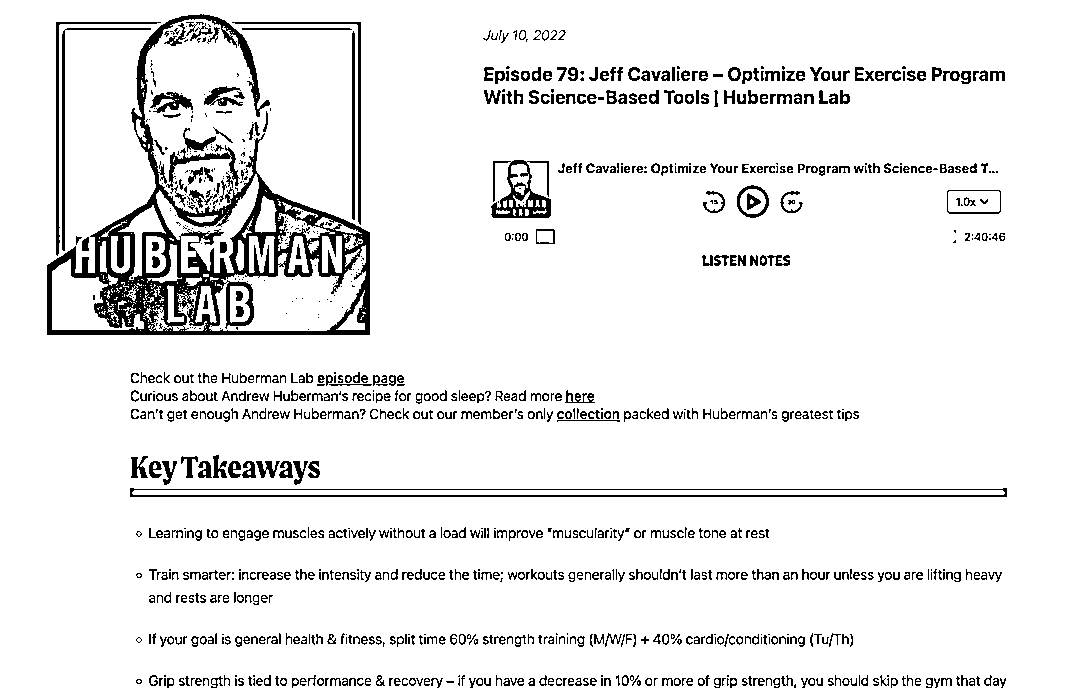 HUBERMAN
LAB
July 10, 2022
Episode 79: Jeff Cavaliere – Optimize Your Exercise Program
With Science-Based Tools | Huberman Lab
Jeff Cavaliere: Optimize Your Exercise Program with Science-Based T...
1.0x
0:00
2:40:46
LISTEN NOTES
Check out the Huberman Lab episode page
Curious about Andrew Huberman's recipe for good sleep? Read more here
Can't get enough Andrew Huberman? Check out our member's only collection packed with Huberman's greatest tips
Key Takeaways
Learning to engage muscles actively without a load will improve "muscularity" or muscle tone at rest
Train smarter: increase the intensity and reduce the time; workouts generally shouldn't last more than an hour unless you are lifting heavy
and rests are longer
If your goal is general health & fitness, split time 60% strength training (M/W/F) + 40% cardio/conditioning (Tu/Th)
Grip strength is tied to performance & recovery – if you have a decrease in 10% or more of grip strength, you should skip the gym that day